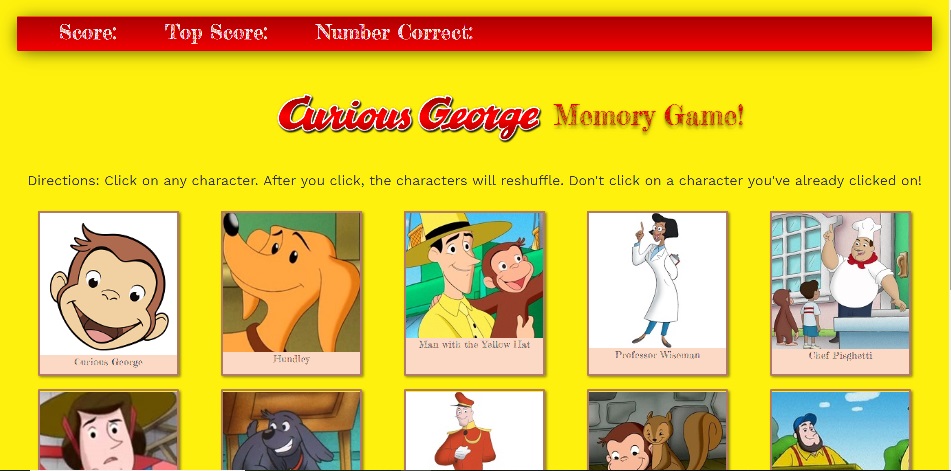 Score: Top Score: Number Correct:
Curious George Memory Game!
Directions: Click on any character. After you click, the characters will reshuffle. Don't click on a character you've already clicked on!
Curious George
Hundley
Man with the Yellow Hat
Professor Wiseman
Chef Pisghetti